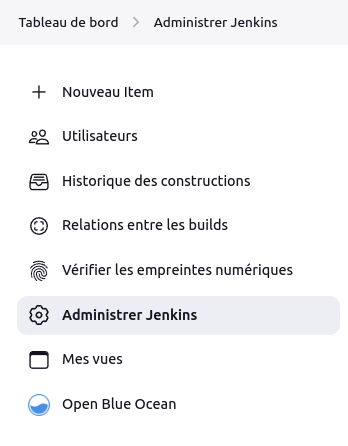 Tableau de bord > Administrer Jenkins
Nouveau Item
Utilisateurs
Historique des constructions
Relations entre les builds
Vérifier les empreintes numériques
Administrer Jenkins
Mes vues
Open Blue Ocean